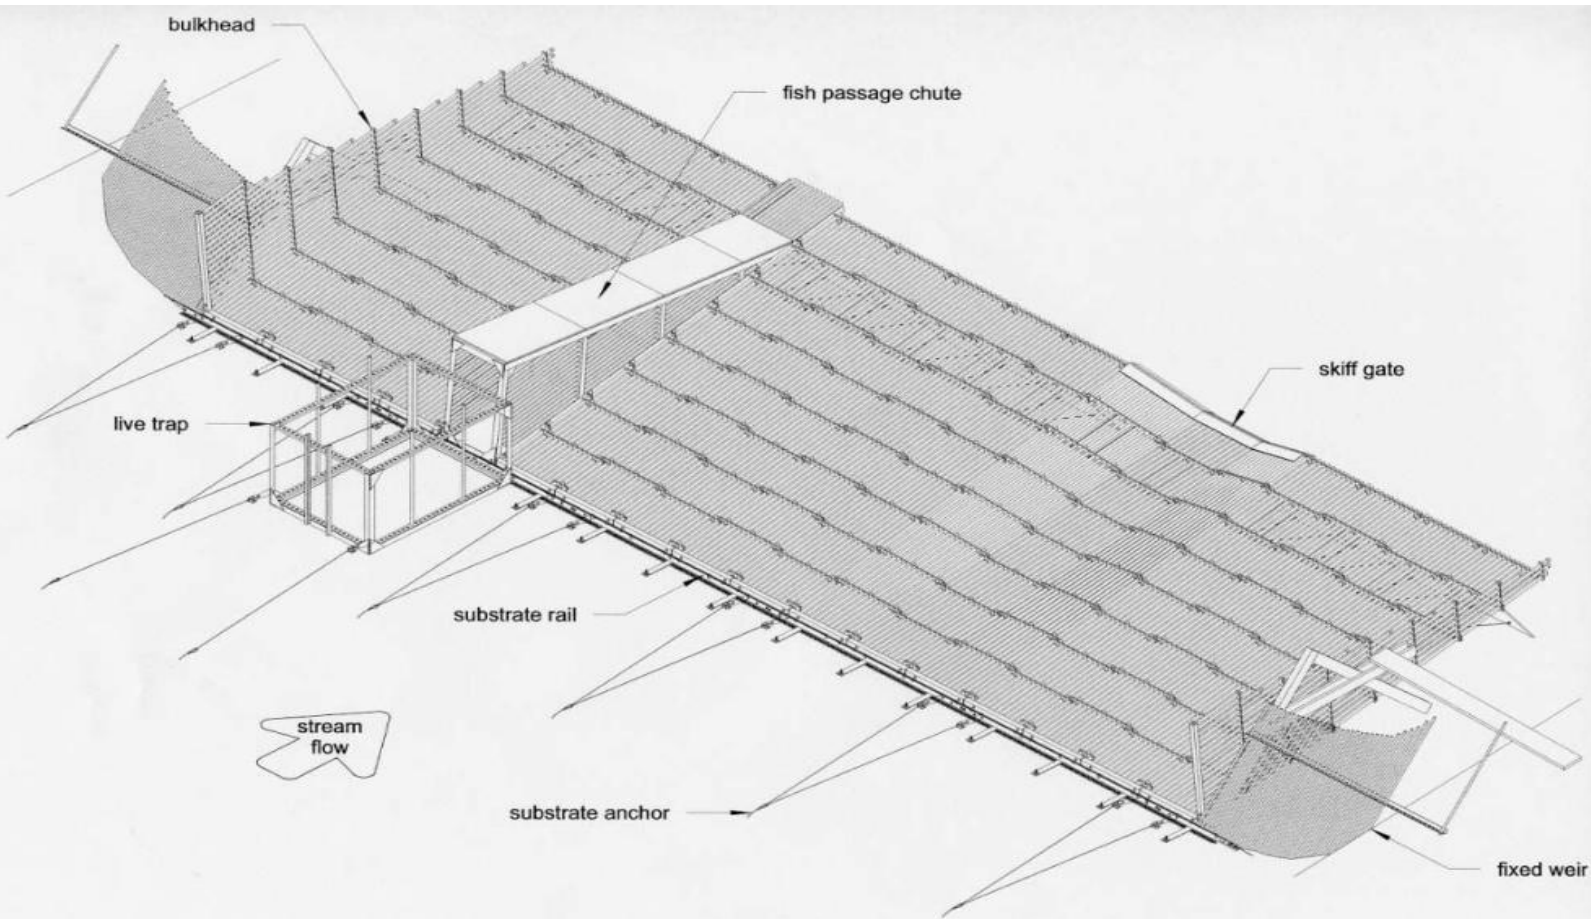 bulkhead
fish passage chute
skiff gate
live trap
substrate rail
stream
flow
substrate anchor
fixed weir